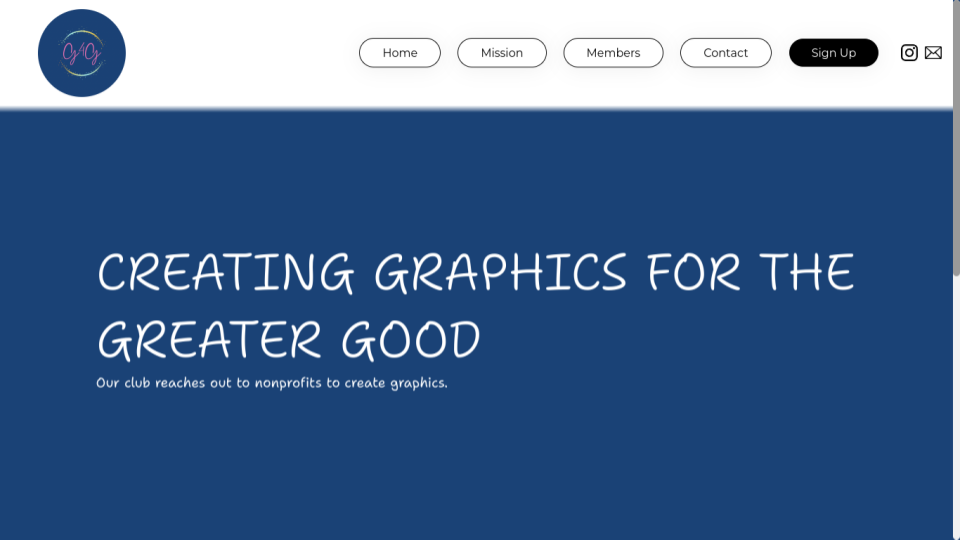 Home
Mission
Members
Contact
Sign Up
CREATING GRAPHICS FOR THE
GREATER GOOD
Our club reaches out to nonprofits to create graphics.